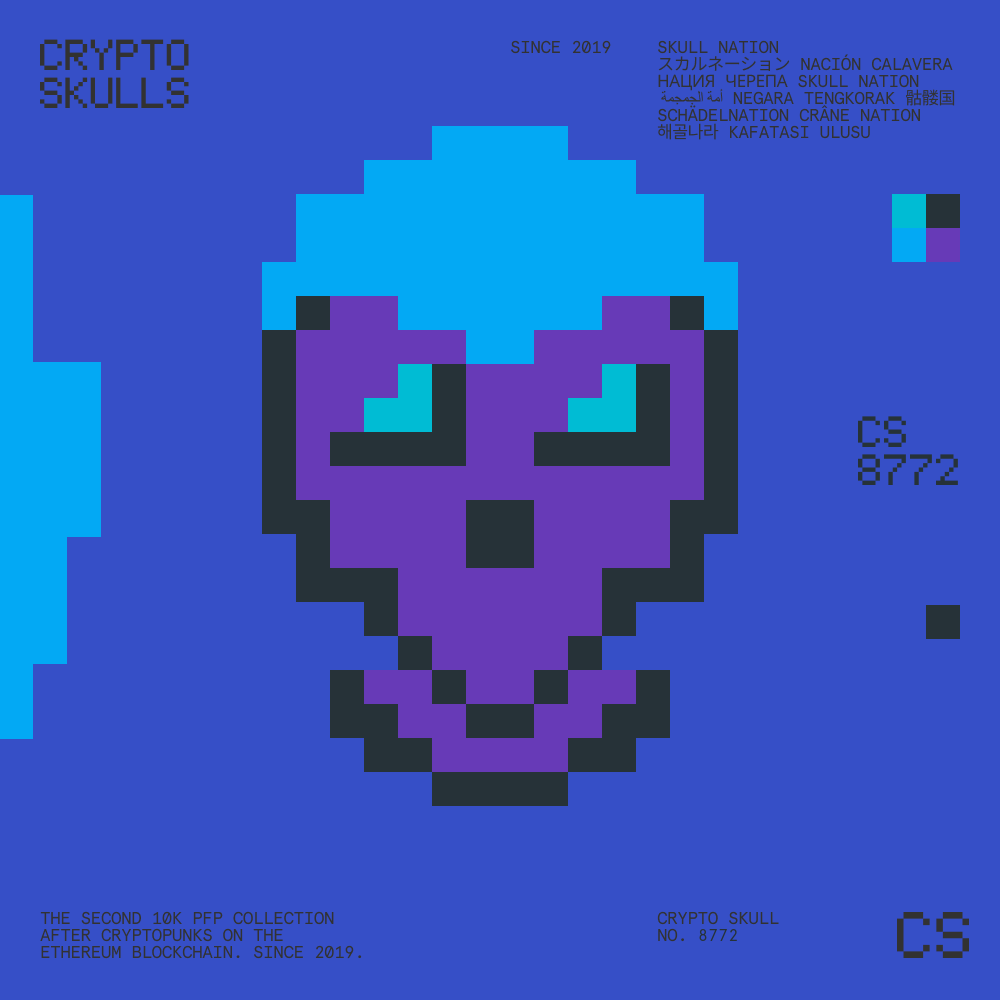 CRYPTO
SKULLS
SINCE 2019
SKULL NATION
スカルネーション NACIÓN CALAVERA
НАЦИЯ ЧЕРЕПА SKULL NATION
أمة الجمجمة NEGARA TENGKORAK 骷髅国
SCHÄDELNATION CRÂNE NATION
해골나라 KAFATASI ULUSU
CS
8772
THE SECOND 10K PFP COLLECTION
AFTER CRYPTOPUNKS ON THE
ETHEREUM BLOCKCHAIN. SINCE 2019.
CRYPTO SKULL
NO. 8772
CS